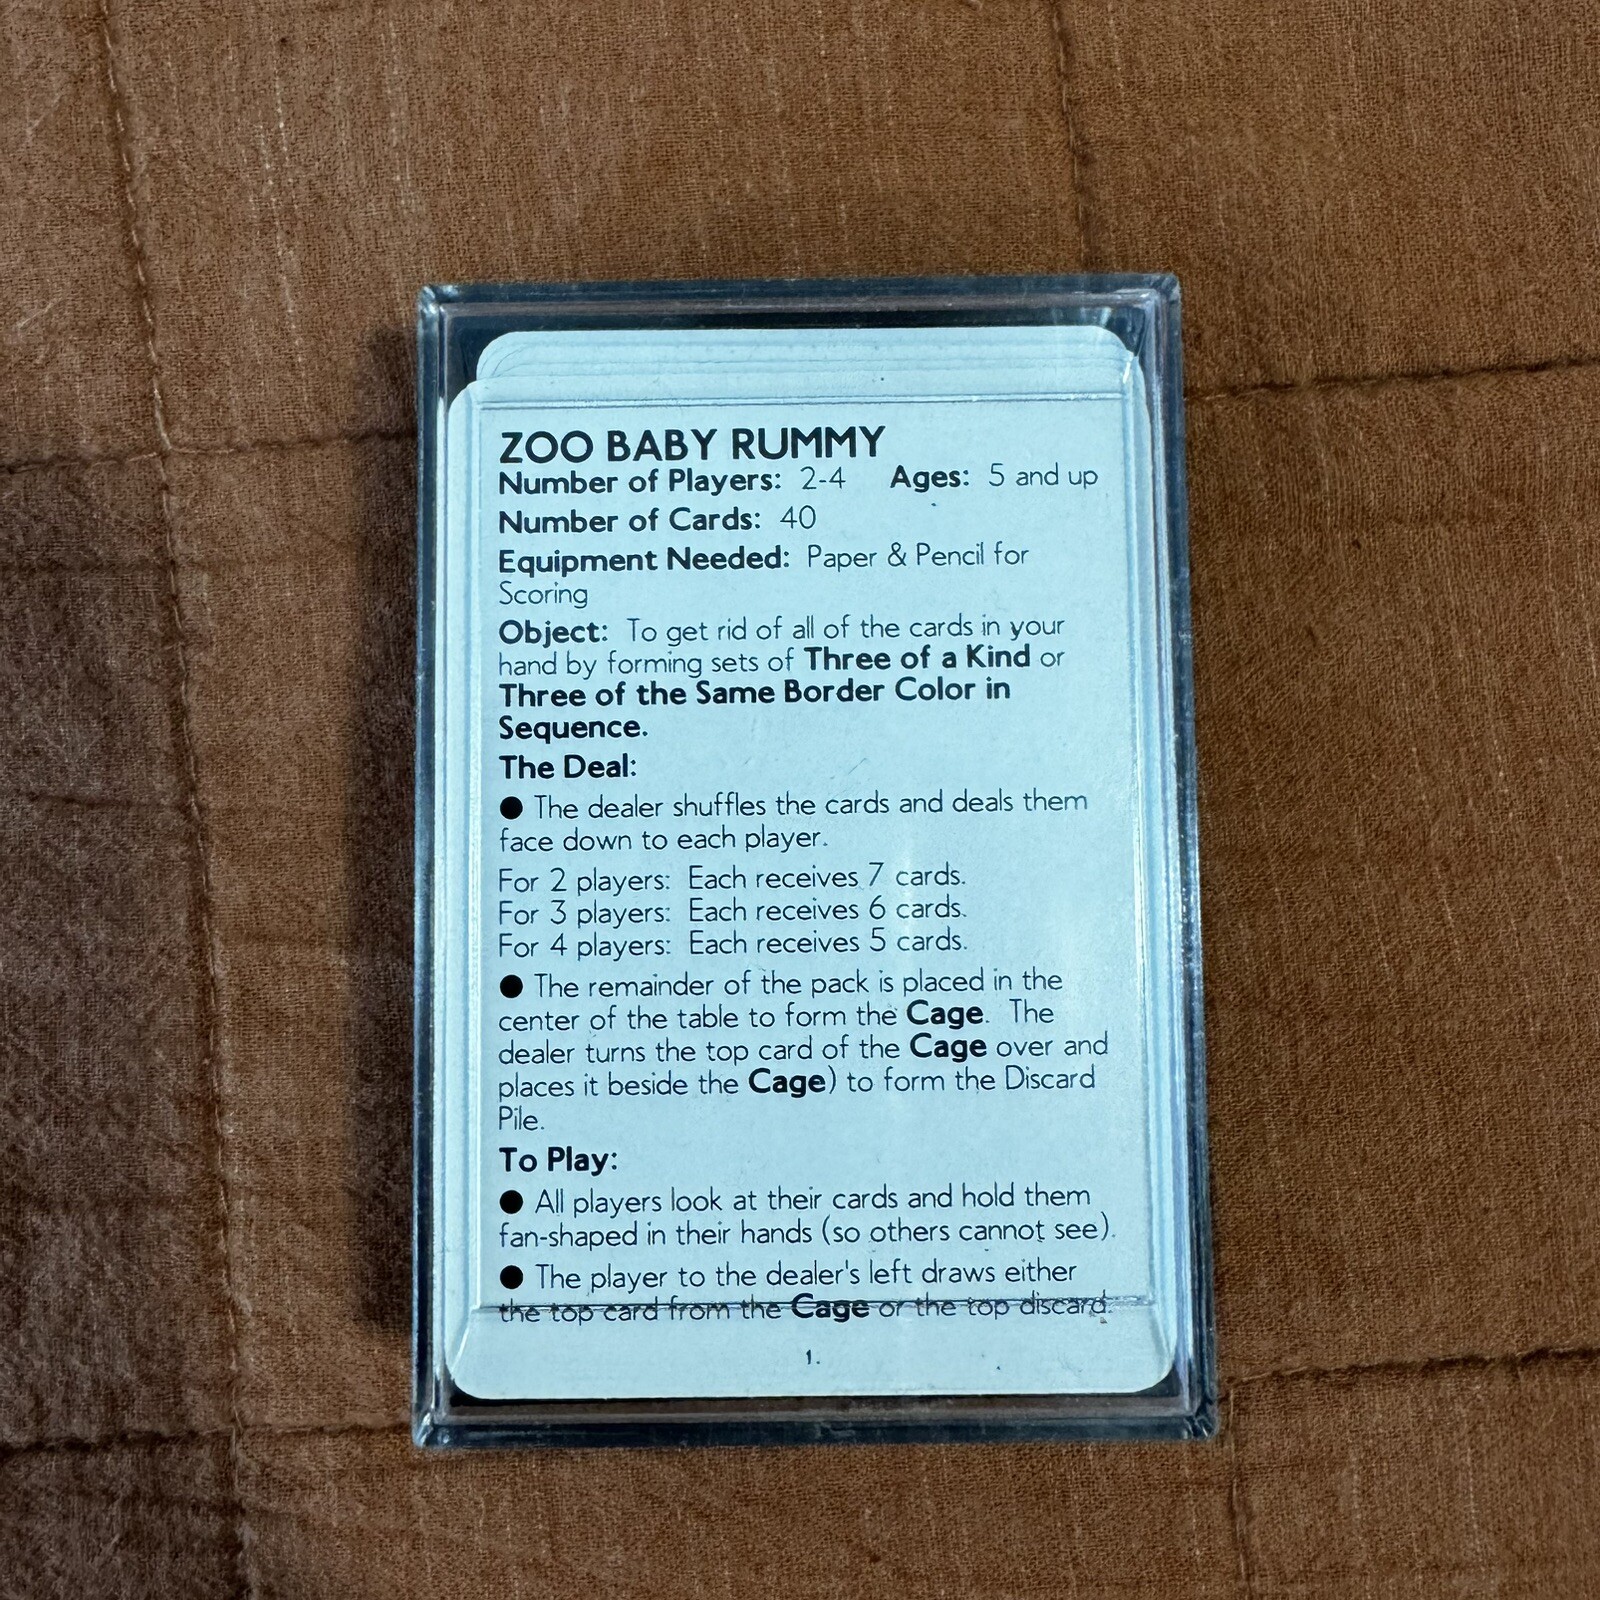 ZOO BABY RUMMY
Number of Players: 2-4 Ages: 5 and up
Number of Cards: 40
Equipment Needed: Paper & Pencil for
Scoring
Object: To get rid of all of the cards in your
hand by forming sets of Three of a Kind or
Three of the Same Border Color in
Sequence.
The Deal:
● The dealer shuffles the cards and deals them
face down to each player.
For 2 players: Each receives 7 cards.
For 3 players: Each receives 6 cards.
For 4 players: Each receives 5 cards.
● The remainder of the pack is placed in the
center of the table to form the Cage. The
dealer turns the top card of the Cage over and
places it beside the Cage) to form the Discard
Pile.
To Play:
● All players look at their cards and hold them
fan-shaped in their hands (so others cannot see).
● The player to the dealer's left draws either
the top card from the Cage or the top discard.
1.